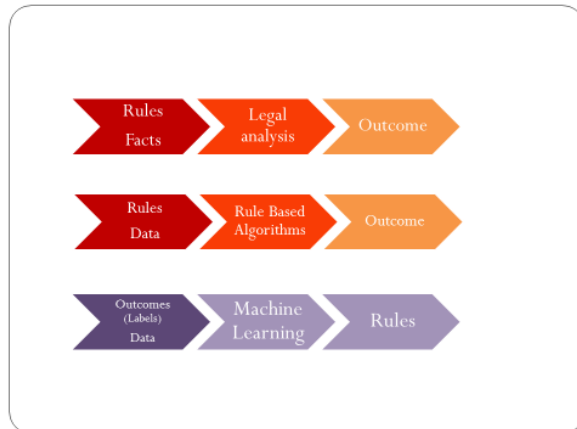 Rules
Facts
Legal
analysis
Outcome
Rules
Data
Rule Based
Algorithms
Outcome
Outcomes
(Labels)
Data
Machine
Learning
Rules